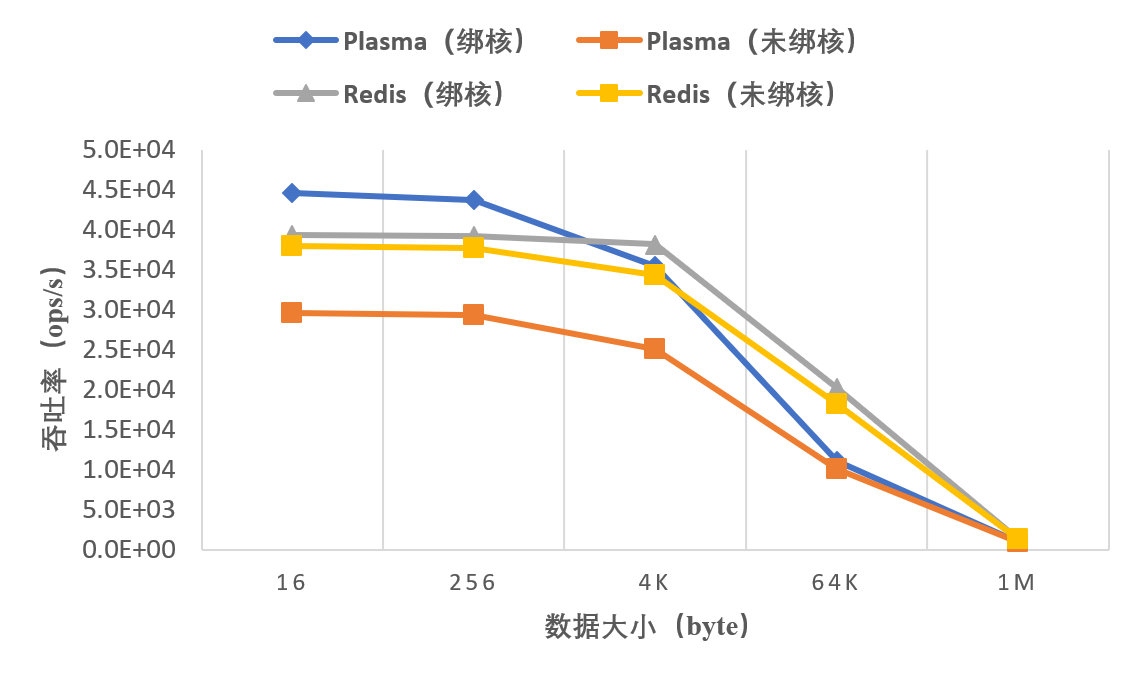 Plasma（绑核） Plasma（未绑核）
Redis（绑核） Redis（未绑核）
5.0E+04
4.5E+04
4.0E+04
3.5E+04
3.0E+04
2.5E+04
2.0E+04
1.5E+04
1.0E+04
5.0E+03
0.0E+00
吞吐率（ops/s）
16 256 4K 64K 1M
数据大小（byte）